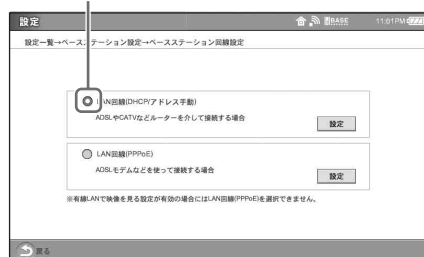 設定
BASE 11:01PM
設定一覧→ベースステーション設定→ベースステーション回線設定
LAN回線(DHCP/アドレス手動)
ADSLやCATVなどルーターを介して接続する場合
設定
LAN回線(PPPoE)
ADSLモデムなどを使って接続する場合
設定
※有線LANで映像を見る設定が有効の場合にはLAN回線(PPPoE)を選択できません。
戻る